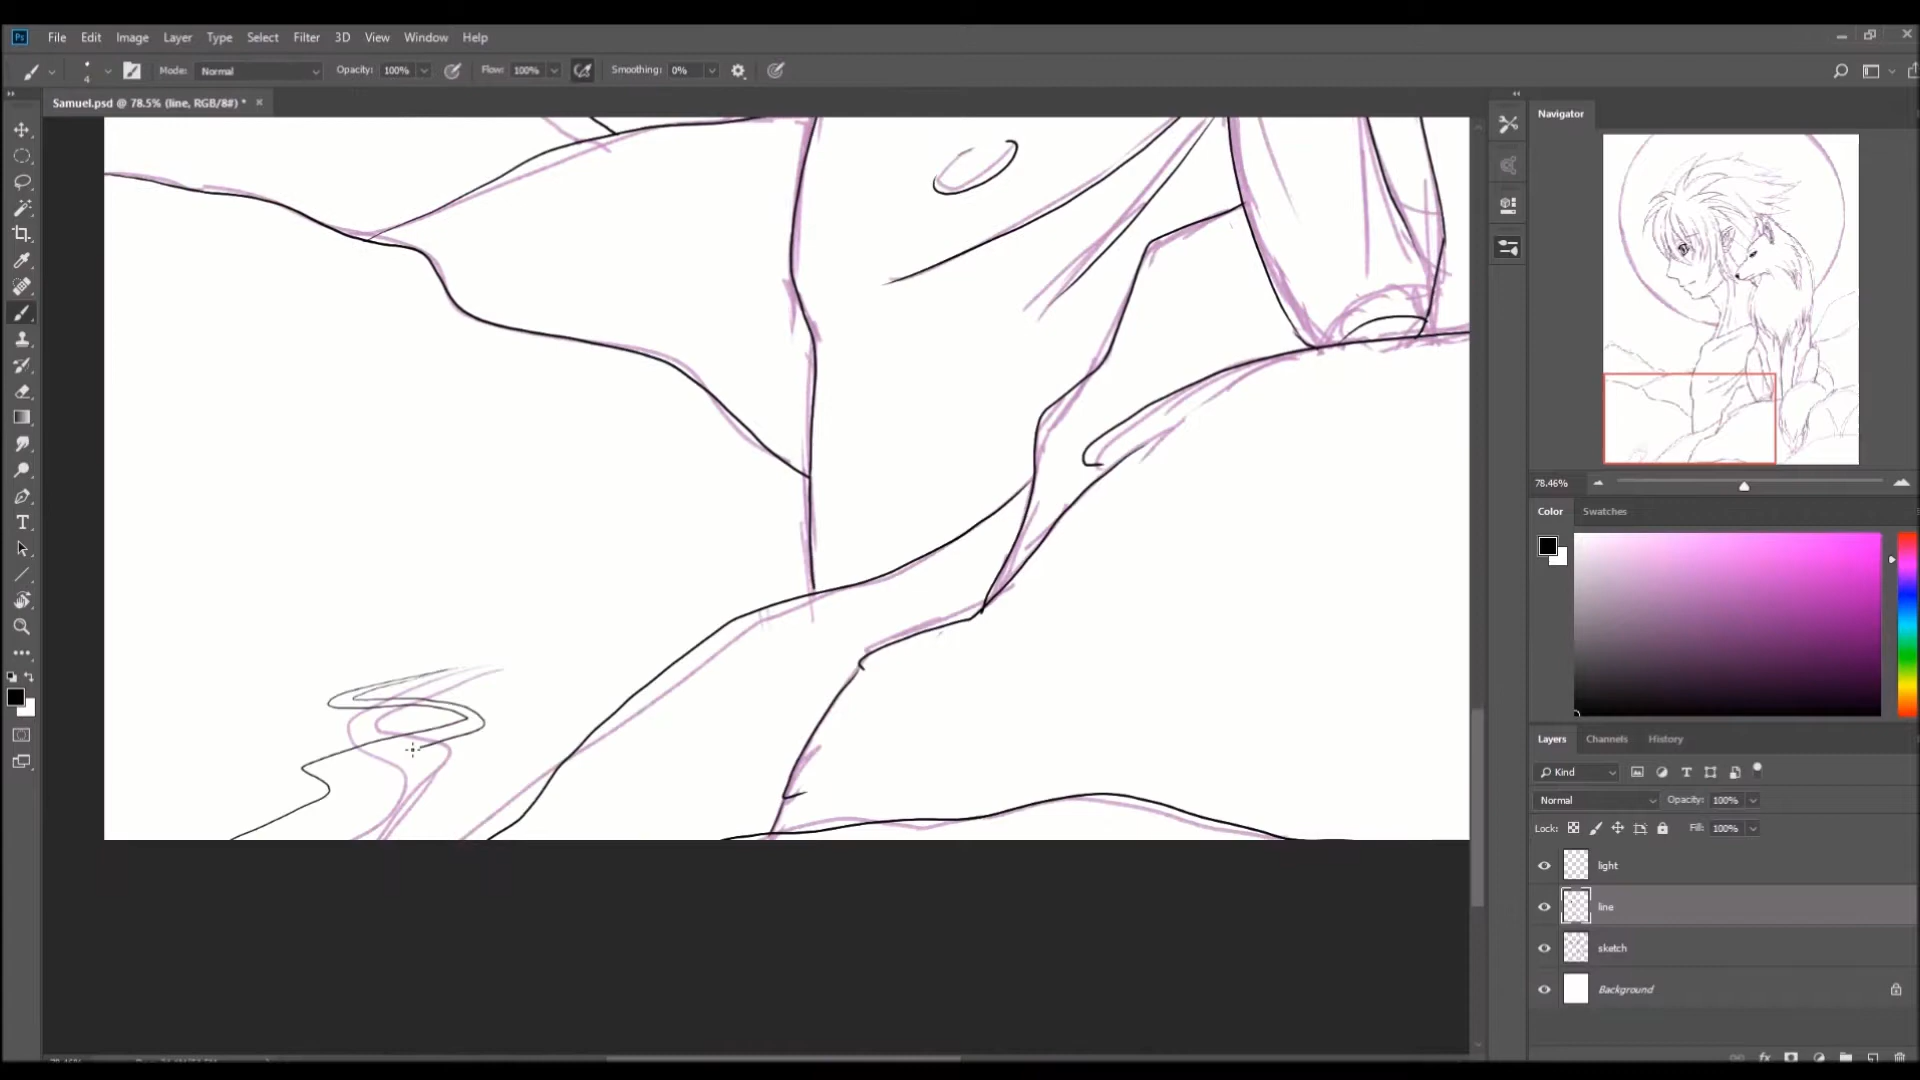 Ps File Edit Image Layer Type Select Filter 3D View Window Help
4 Mode: Normal Opacity: 100% Flow: 100% Smoothing: 0%
Samuel.psd @ 78.5% (line, RGB/8#) * ×
Navigator
78.46%
Color Swatches
Layers Channels History
Kind
Normal Opacity: 100%
Lock: Fill: 100%
light
line
sketch
Background
fx